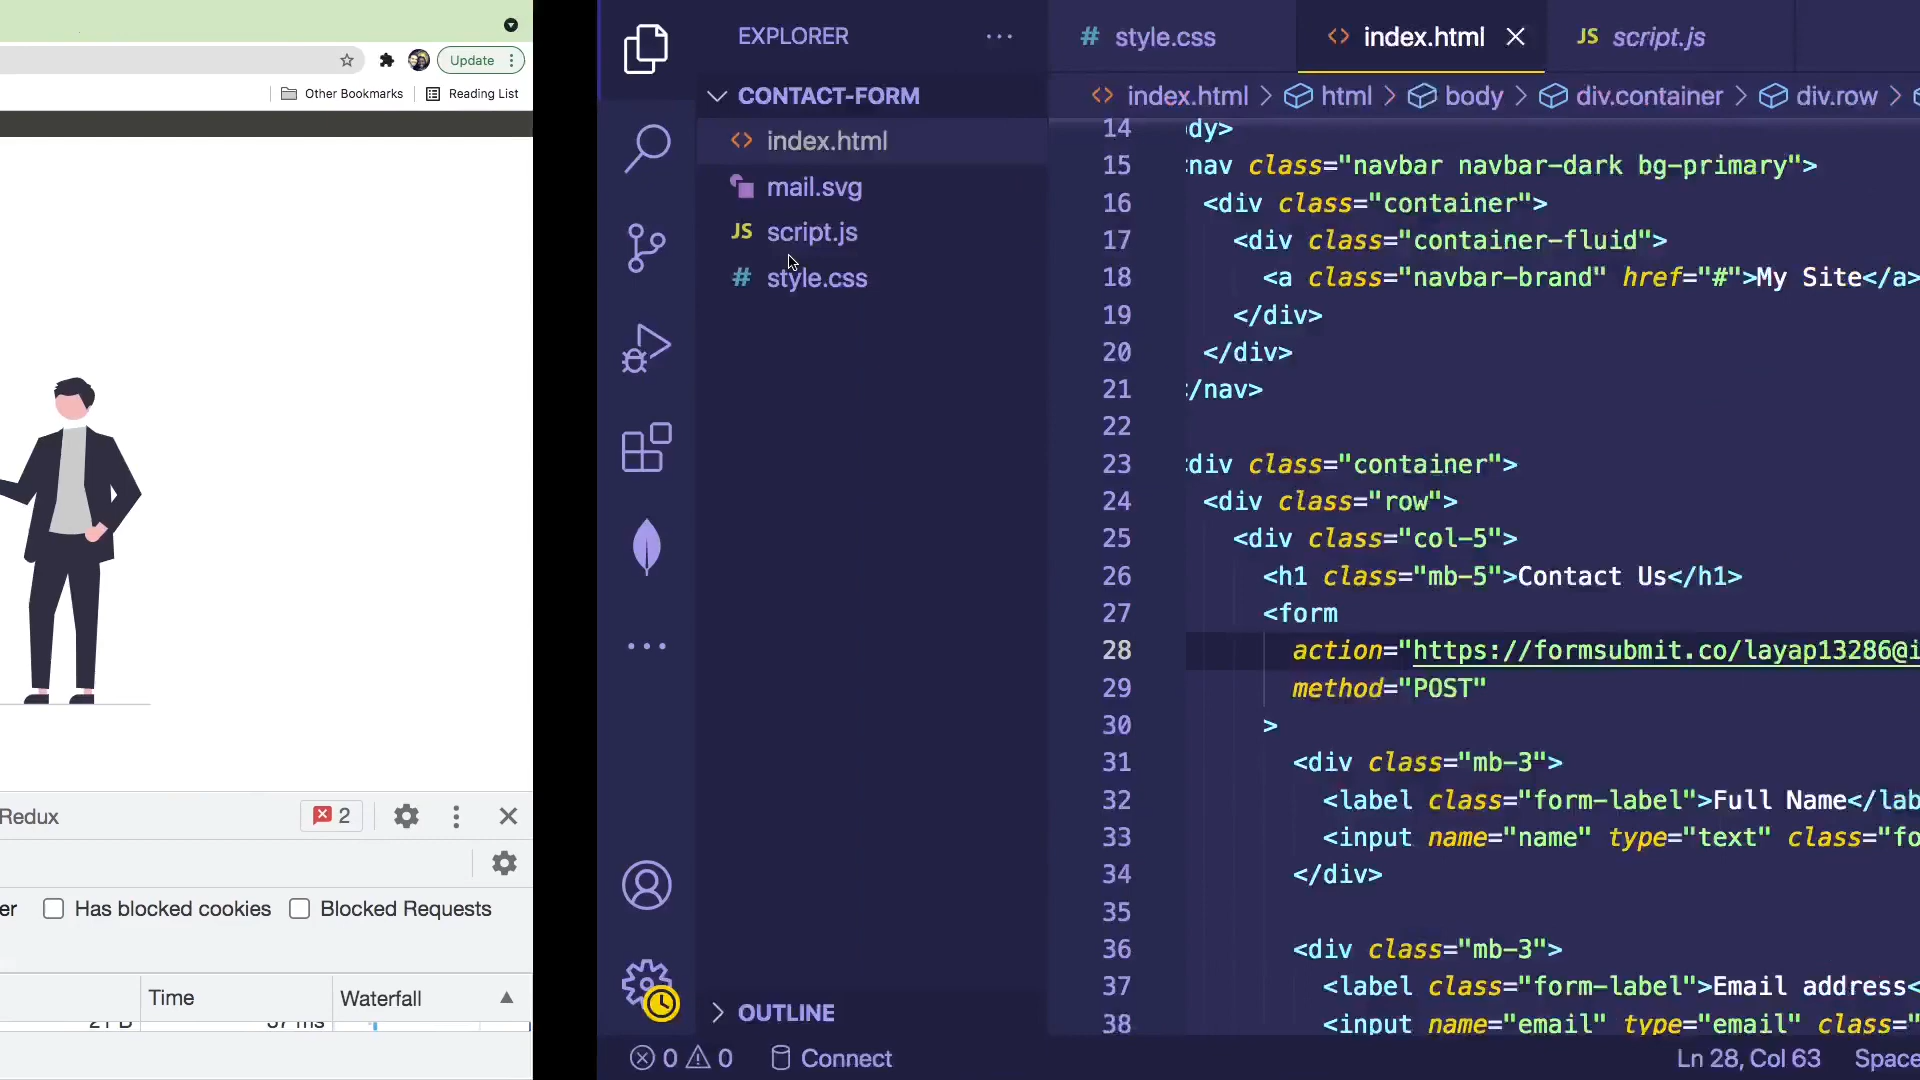 Update
Other Bookmarks
Reading List
Redux
2
er
Has blocked cookies
Blocked Requests
Time
Waterfall
EXPLORER
CONTACT-FORM
index.html
mail.svg
JS script.js
# style.css
OUTLINE
0 0 Connect
# style.css
<> index.html
JS script.js
<> index.html > html > body > div.container > div.row >
14 dy>
15 nav class="navbar navbar-dark bg-primary">
16 <div class="container">
17 <div class="container-fluid">
18 <a class="navbar-brand" href="#">My Site</a>
19 </div>
20 </div>
21 /nav>
22
23 div class="container">
24 <div class="row">
25 <div class="col-5">
26 <h1 class="mb-5">Contact Us</h1>
27 <form
28 action="https://formsubmit.co/layap13286@i
29 method="POST"
30 >
31 <div class="mb-3">
32 <label class="form-label">Full Name</lab
33 <input name="name" type="text" class="fo
34 </div>
35
36 <div class="mb-3">
37 <label class="form-label">Email address<
38 <input name="email" type="email" class="
Ln 28, Col 63
Space